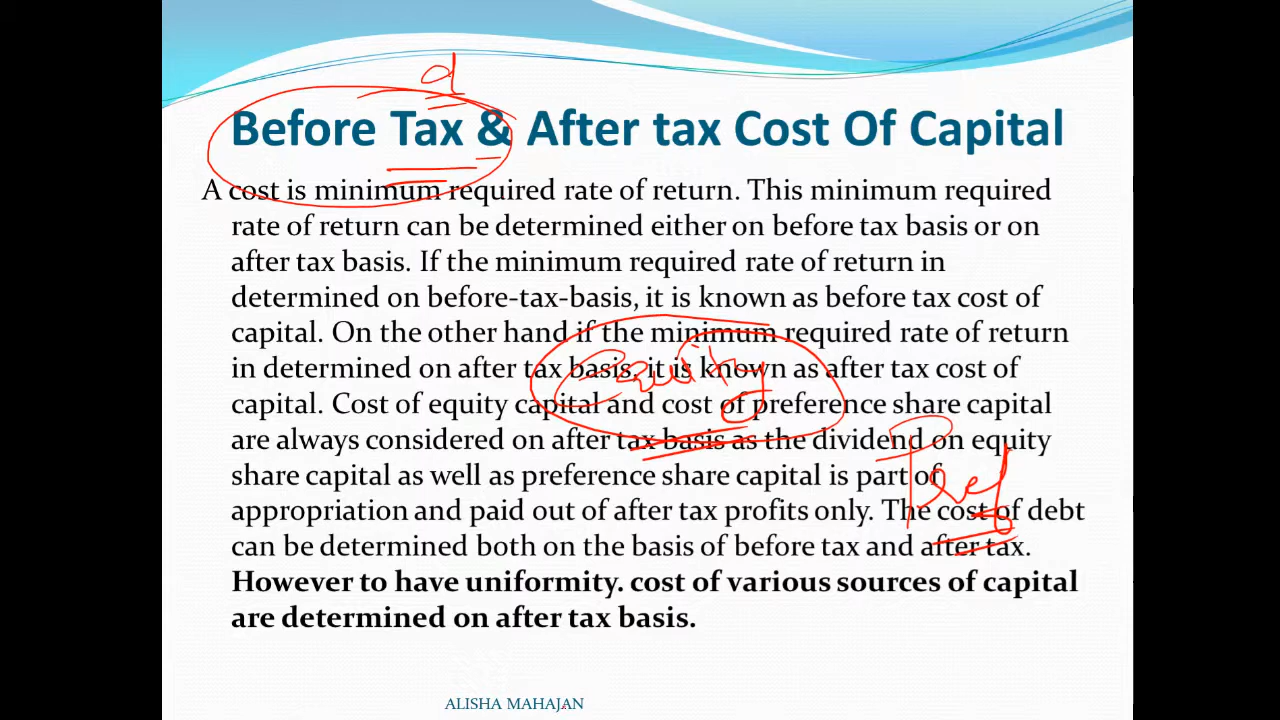 d
Before Tax & After tax Cost Of Capital
A cost is minimum required rate of return. This minimum required
rate of return can be determined either on before tax basis or on
after tax basis. If the minimum required rate of return in
determined on before-tax-basis, it is known as before tax cost of
capital. On the other hand if the minimum required rate of return
in determined on after tax basis, it is known as after tax cost of
equity
capital. Cost of equity capital and cost of preference share capital
are always considered on after tax basis as the dividend on equity
share capital as well as preference share capital is part of
Pref
appropriation and paid out of after tax profits only. The cost of debt
can be determined both on the basis of before tax and after tax.
However to have uniformity. cost of various sources of capital
are determined on after tax basis.
ALISHA MAHAJAN